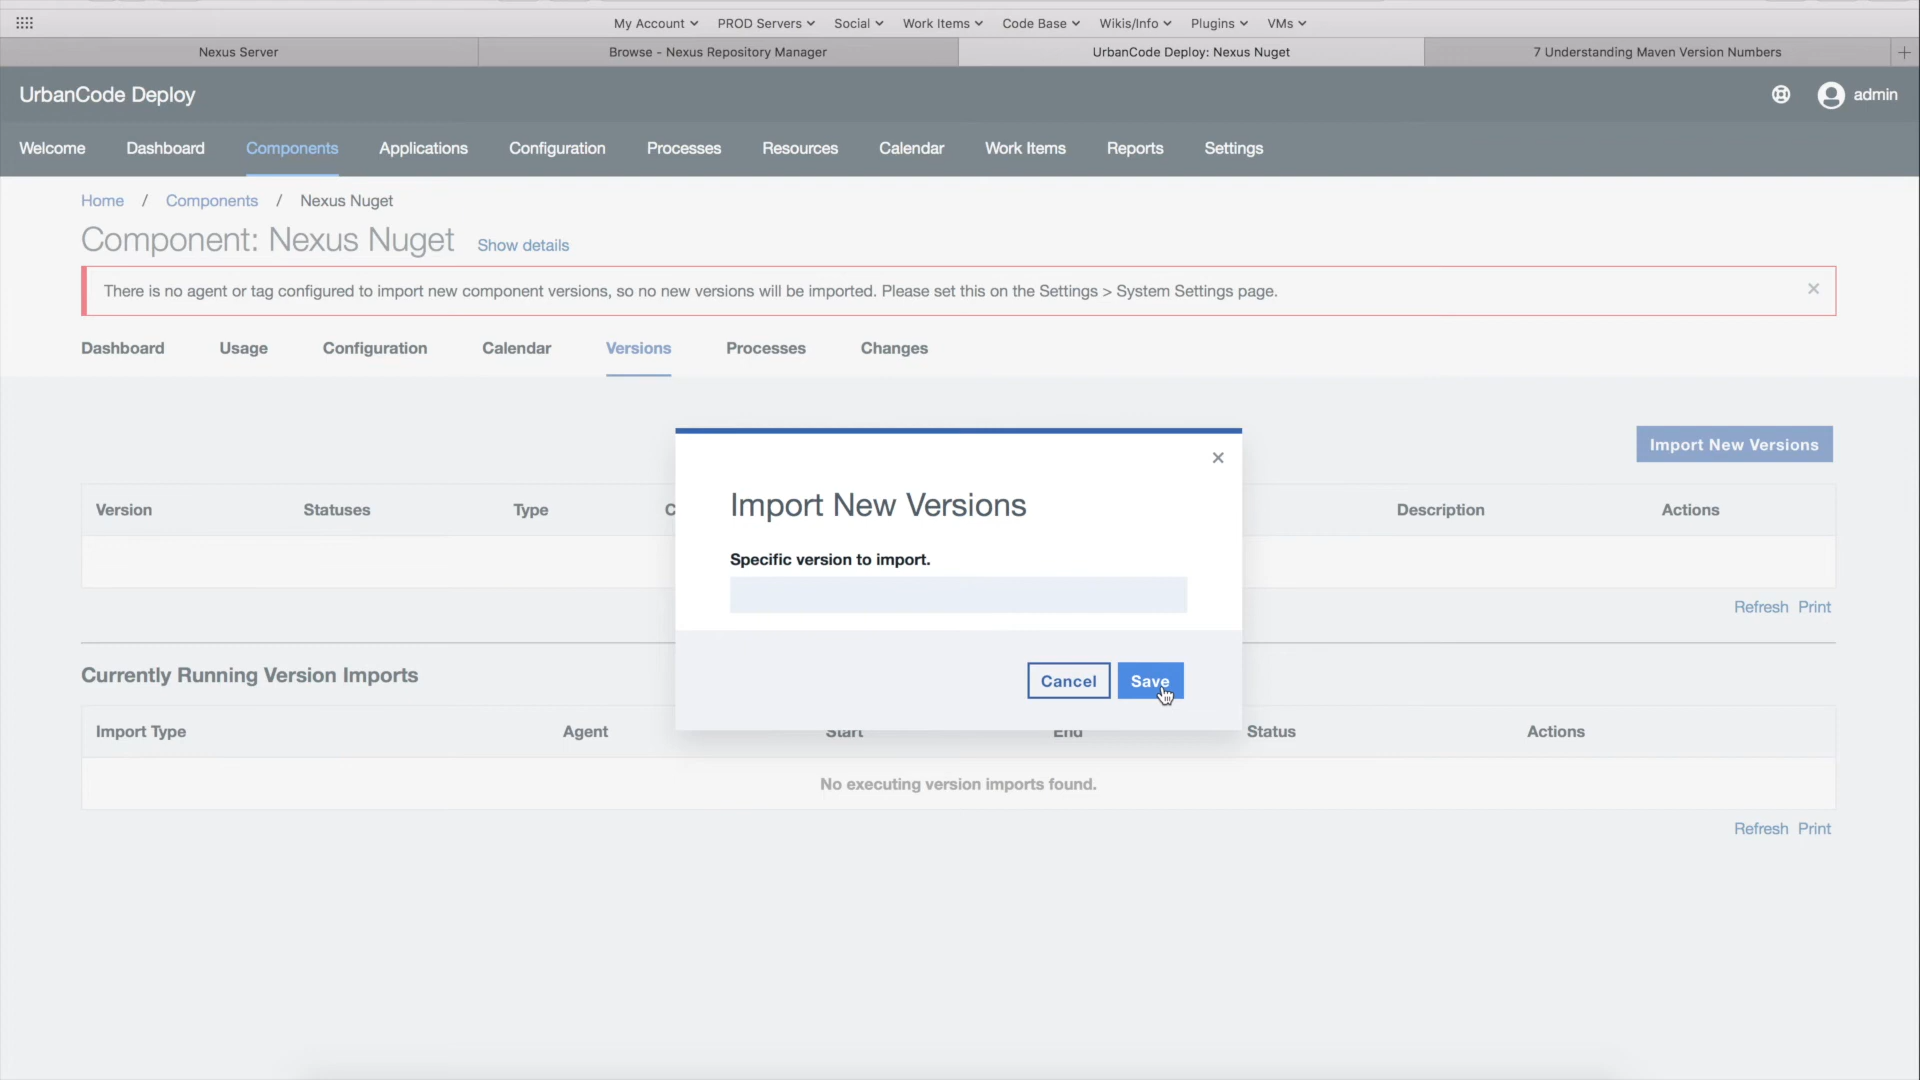 My Account PROD Servers Social Work Items Code Base Wikis/Info Plugins VMs
Nexus Server Browse - Nexus Repository Manager UrbanCode Deploy: Nexus Nuget 7 Understanding Maven Version Numbers
UrbanCode Deploy admin
Welcome Dashboard Components Applications Configuration Processes Resources Calendar Work Items Reports Settings
Home / Components / Nexus Nuget
Component: Nexus Nuget Show details
There is no agent or tag configured to import new component versions, so no new versions will be imported. Please set this on the Settings > System Settings page.
Dashboard Usage Configuration Calendar Versions Processes Changes
Import New Versions
Version Statuses Type C Description Actions
Import New Versions
Specific version to import.
Cancel Save
Refresh Print
Currently Running Version Imports
Import Type Agent Start End Status Actions
No executing version imports found.
Refresh Print